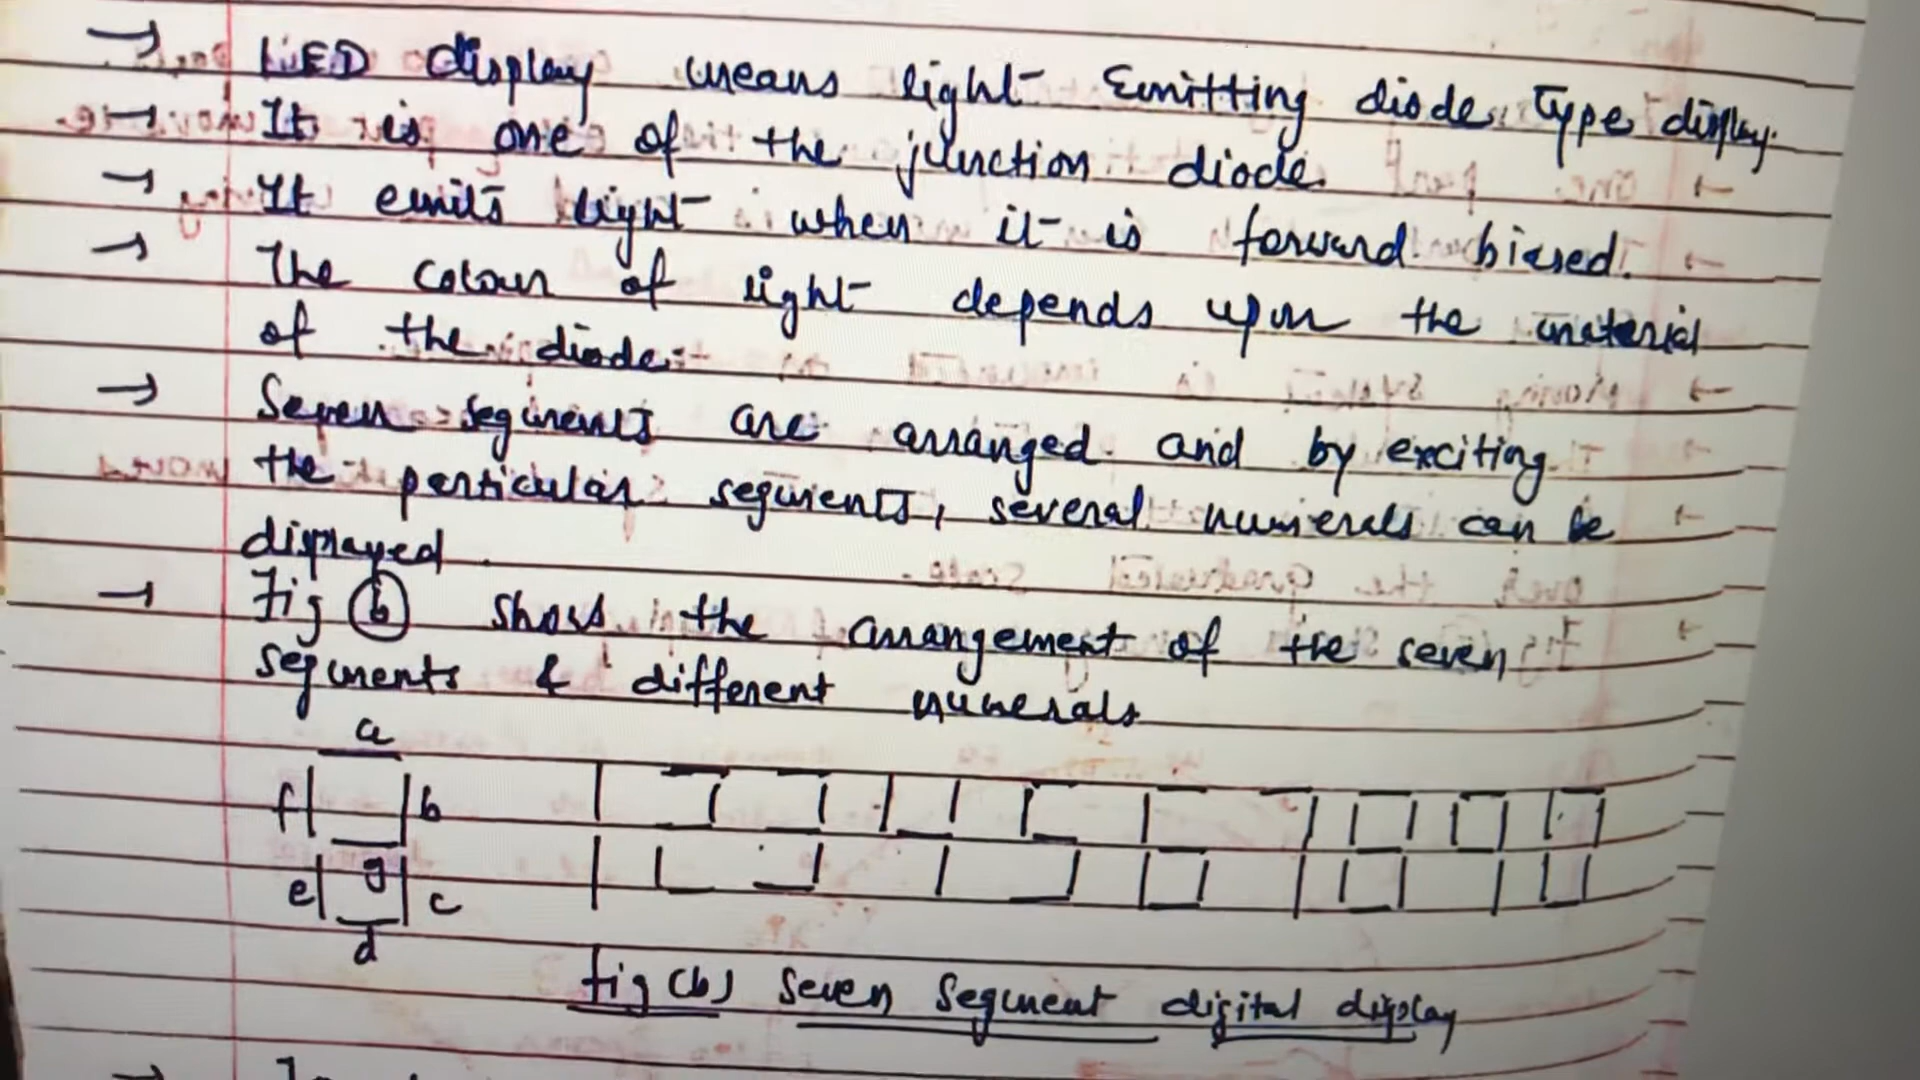 → LED display means light Emitting diode Type display.
→ It is one of the junction diode.
→ It emits light when it is forward biased.
→ The colour of light depends upon the material
of the diode.
→ Seven segments are arranged and by exciting
the particular segments, several numerals can be
displayed.
→ Fig (b) shows the arrangement of the seven
segments & different numerals
a
f b
g
e c
d
fig (b) Seven Segment digital display